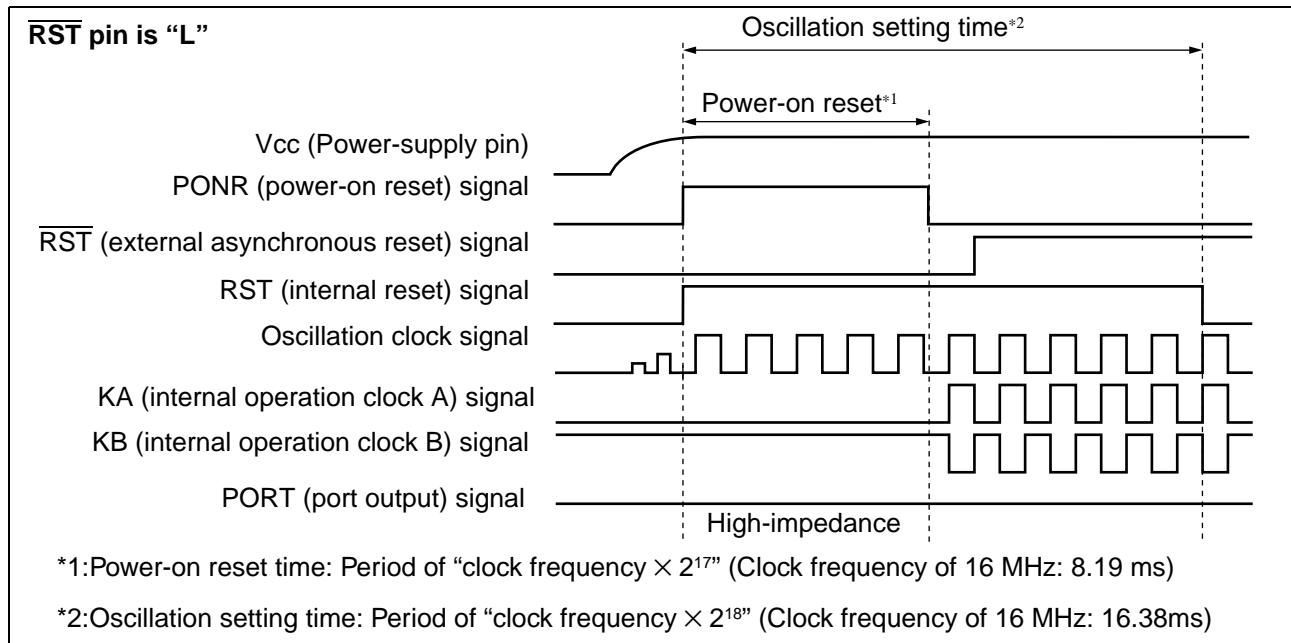 R̅S̅T̅ pin is “L”
Oscillation setting time*2
Power-on reset*1
Vcc (Power-supply pin)
PONR (power-on reset) signal
R̅S̅T̅ (external asynchronous reset) signal
RST (internal reset) signal
Oscillation clock signal
KA (internal operation clock A) signal
KB (internal operation clock B) signal
PORT (port output) signal
High-impedance
*1:Power-on reset time: Period of “clock frequency × 2¹⁷” (Clock frequency of 16 MHz: 8.19 ms)
*2:Oscillation setting time: Period of “clock frequency × 2¹⁸” (Clock frequency of 16 MHz: 16.38ms)